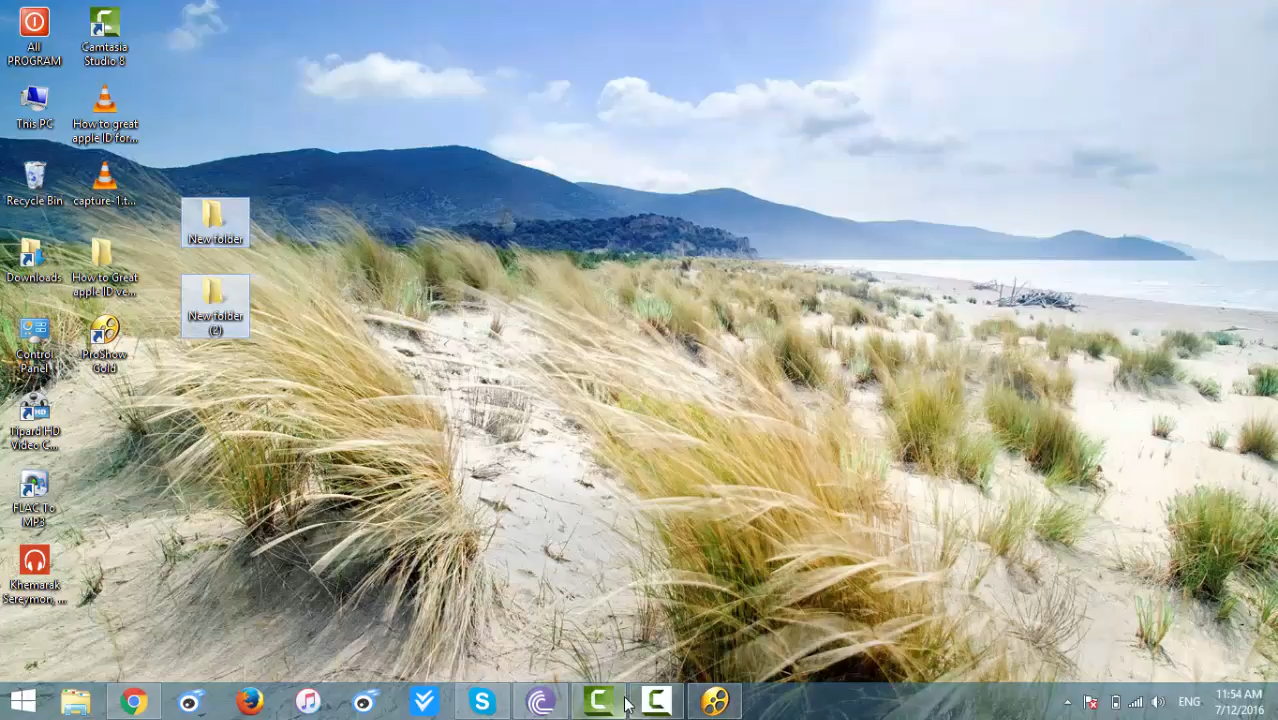 All
PROGRAM
Camtasia
Studio 8
This PC
How to great
apple ID for...
Recycle Bin
capture-1.t...
New folder
Downloads
How to Great
apple ID ve...
New folder
(2)
Control
Panel
ProShow
Gold
Tipard HD
Video C...
FLAC To
MP3
Khemarak
Sereymon, ...
ENG
11:54 AM
7/12/2016